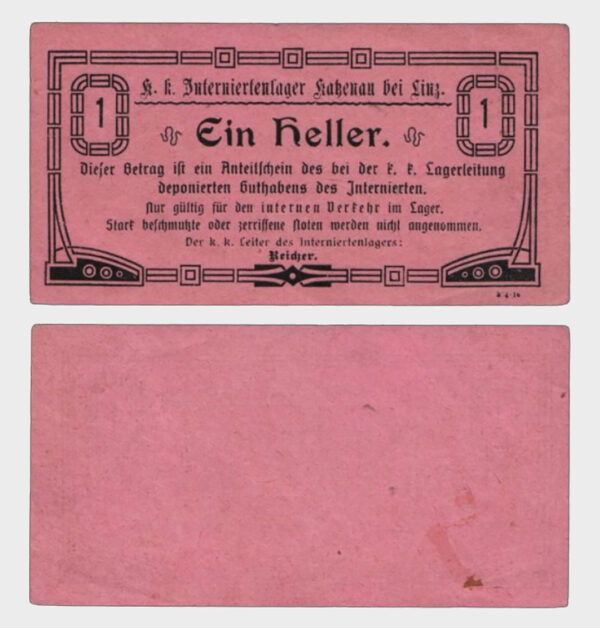 K. k. Interniertenlager Katzenau bei Linz.
1
1
Ein Heller.
Dieser Betrag ist ein Anteilschein des bei der k. k. Lagerleitung
deponierten Guthabens des Internierten.
Nur gültig für den internen Verkehr im Lager.
Stark beschmutzte oder zerrissene Noten werden nicht angenommen.
Der k. k. Leiter des Interniertenlagers:
Reicher.